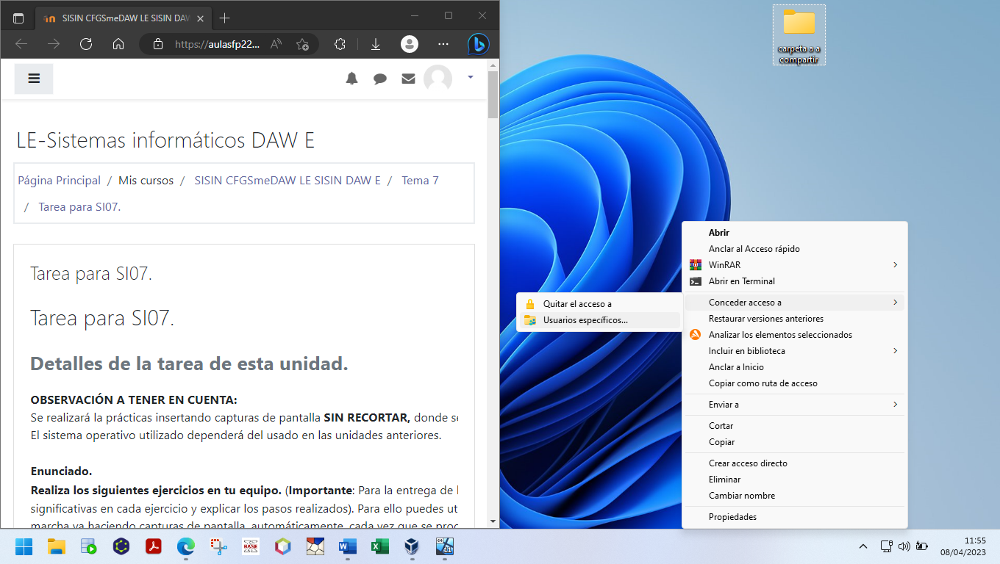 SISIN CFGSmeDAW LE SISIN DAW
https://aulasfp22...
LE-Sistemas informáticos DAW E
Página Principal / Mis cursos / SISIN CFGSmeDAW LE SISIN DAW E / Tema 7
/ Tarea para SI07.
Tarea para SI07.
Tarea para SI07.
Detalles de la tarea de esta unidad.
OBSERVACIÓN A TENER EN CUENTA:
Se realizará la prácticas insertando capturas de pantalla SIN RECORTAR, donde se
El sistema operativo utilizado dependerá del usado en las unidades anteriores.
Enunciado.
Realiza los siguientes ejercicios en tu equipo. (Importante: Para la entrega de l
significativas en cada ejercicio y explicar los pasos realizados). Para ello puedes ut
marcha va haciendo capturas de pantalla, automáticamente, cada vez que se proc
carpeta a a
compartir
Quitar el acceso a
Usuarios específicos...
Abrir
Anclar al Acceso rápido
WinRAR
Abrir en Terminal
Conceder acceso a
Restaurar versiones anteriores
Analizar los elementos seleccionados
Incluir en biblioteca
Anclar a Inicio
Copiar como ruta de acceso
Enviar a
Cortar
Copiar
Crear acceso directo
Eliminar
Cambiar nombre
Propiedades
11:55
08/04/2023